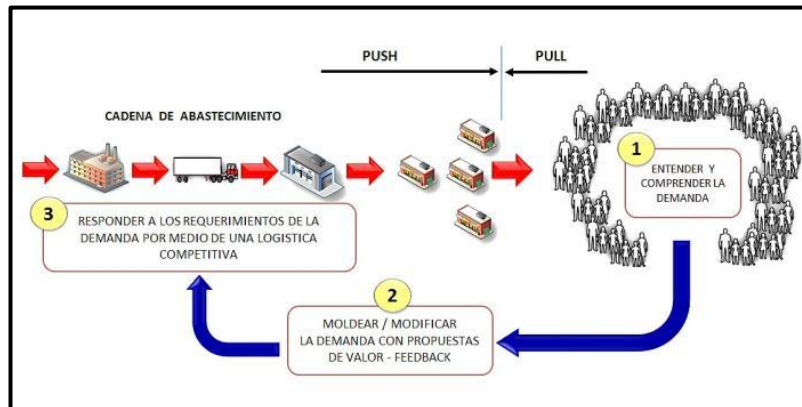 PUSH
PULL
CADENA DE ABASTECIMIENTO
1
ENTENDER Y
COMPRENDER LA
DEMANDA
3
RESPONDER A LOS REQUERIMIENTOS DE LA
DEMANDA POR MEDIO DE UNA LOGISTICA
COMPETITIVA
2
MOLDEAR / MODIFICAR
LA DEMANDA CON PROPUESTAS
DE VALOR - FEEDBACK